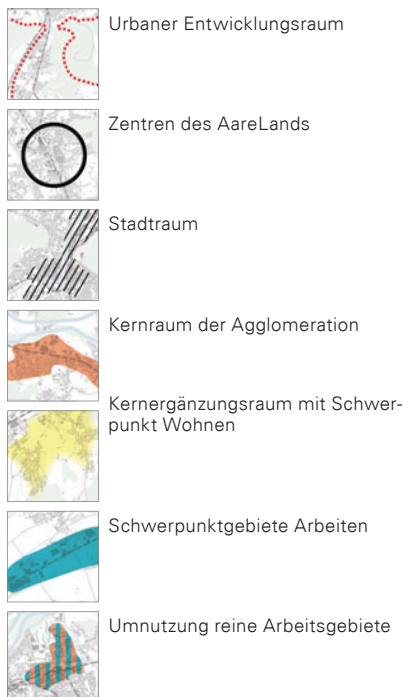 Urbaner Entwicklungsraum
Zentren des AareLands
Stadtraum
Kernraum der Agglomeration
Kernergänzungsraum mit Schwer-
punkt Wohnen
Schwerpunktgebiete Arbeiten
Umnutzung reine Arbeitsgebiete